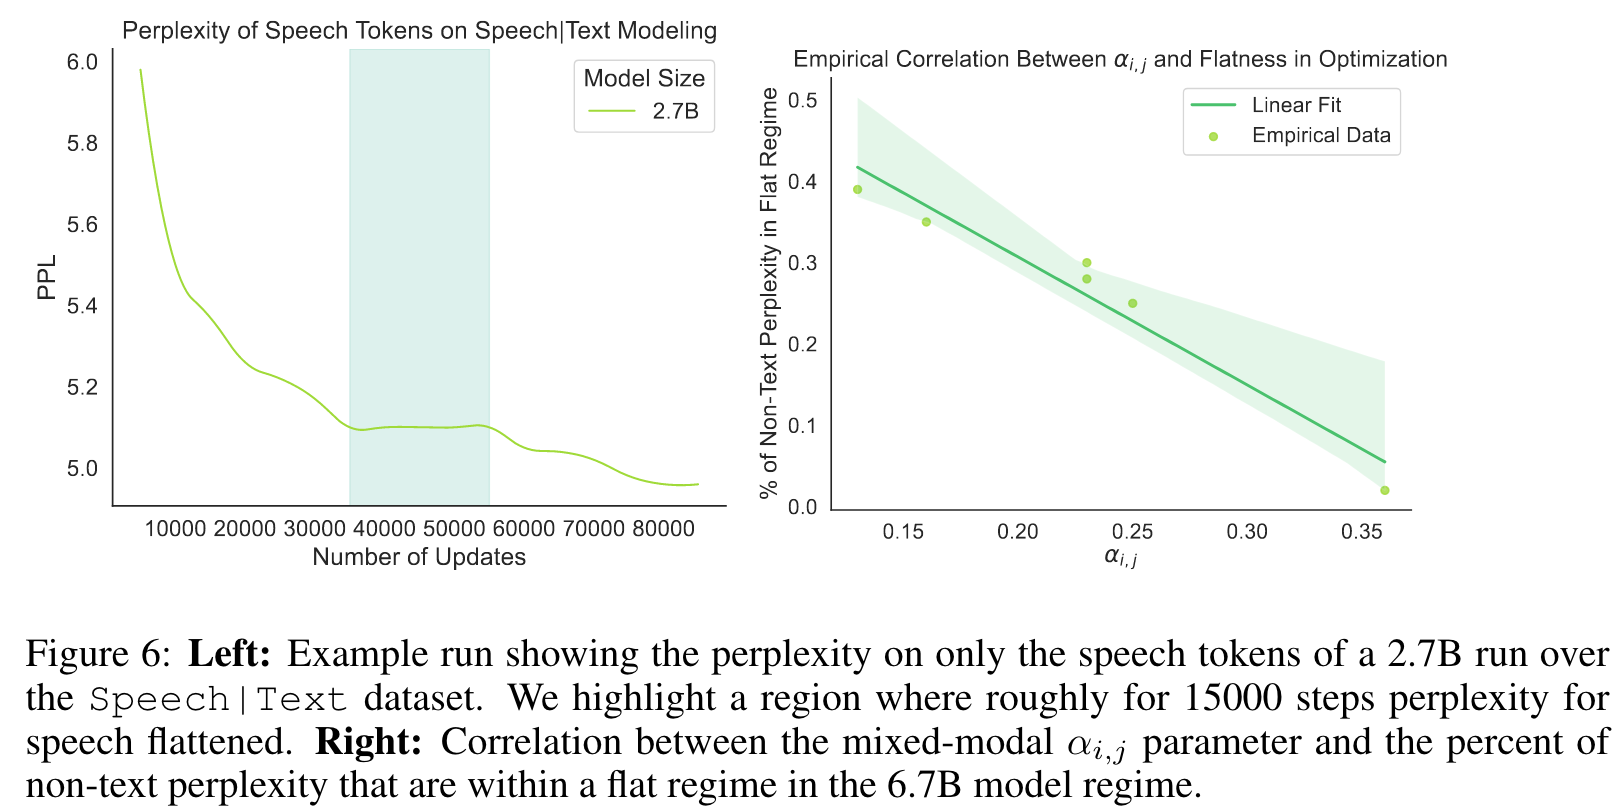 Perplexity of Speech Tokens on Speech|Text Modeling
Model Size
2.7B
6.0
5.8
5.6
5.4
5.2
5.0
PPL
10000 20000 30000 40000 50000 60000 70000 80000
Number of Updates
Empirical Correlation Between α_{i,j} and Flatness in Optimization
Linear Fit
Empirical Data
% of Non-Text Perplexity in Flat Regime
0.5
0.4
0.3
0.2
0.1
0.0
0.15 0.20 0.25 0.30 0.35
α_{i,j}
Figure 6: Left: Example run showing the perplexity on only the speech tokens of a 2.7B run over
the Speech|Text dataset. We highlight a region where roughly for 15000 steps perplexity for
speech flattened. Right: Correlation between the mixed-modal α_{i,j} parameter and the percent of
non-text perplexity that are within a flat regime in the 6.7B model regime.